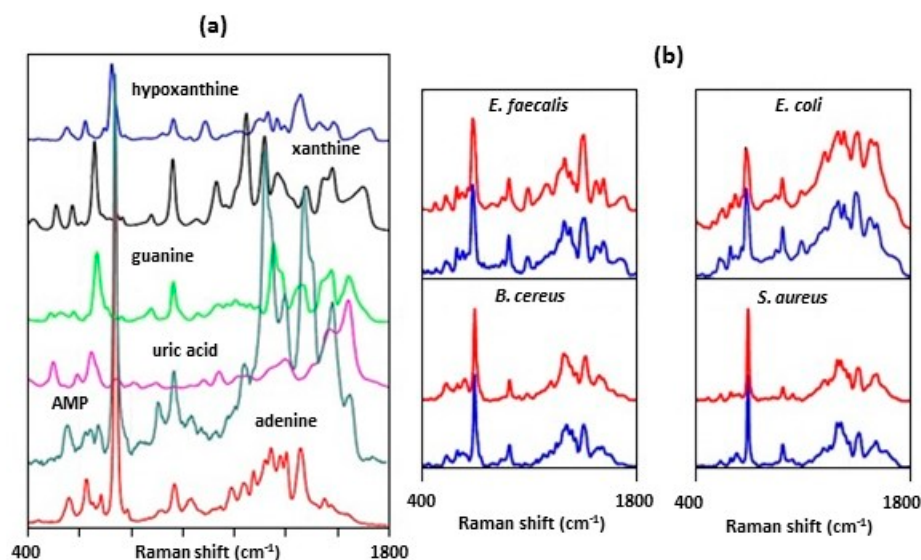 (a)
hypoxanthine
xanthine
guanine
uric acid
AMP
adenine
400
1800
Raman shift (cm⁻¹)
(b)
E. faecalis
E. coli
B. cereus
S. aureus
400
1800
400
1800
Raman shift (cm⁻¹)
Raman shift (cm⁻¹)